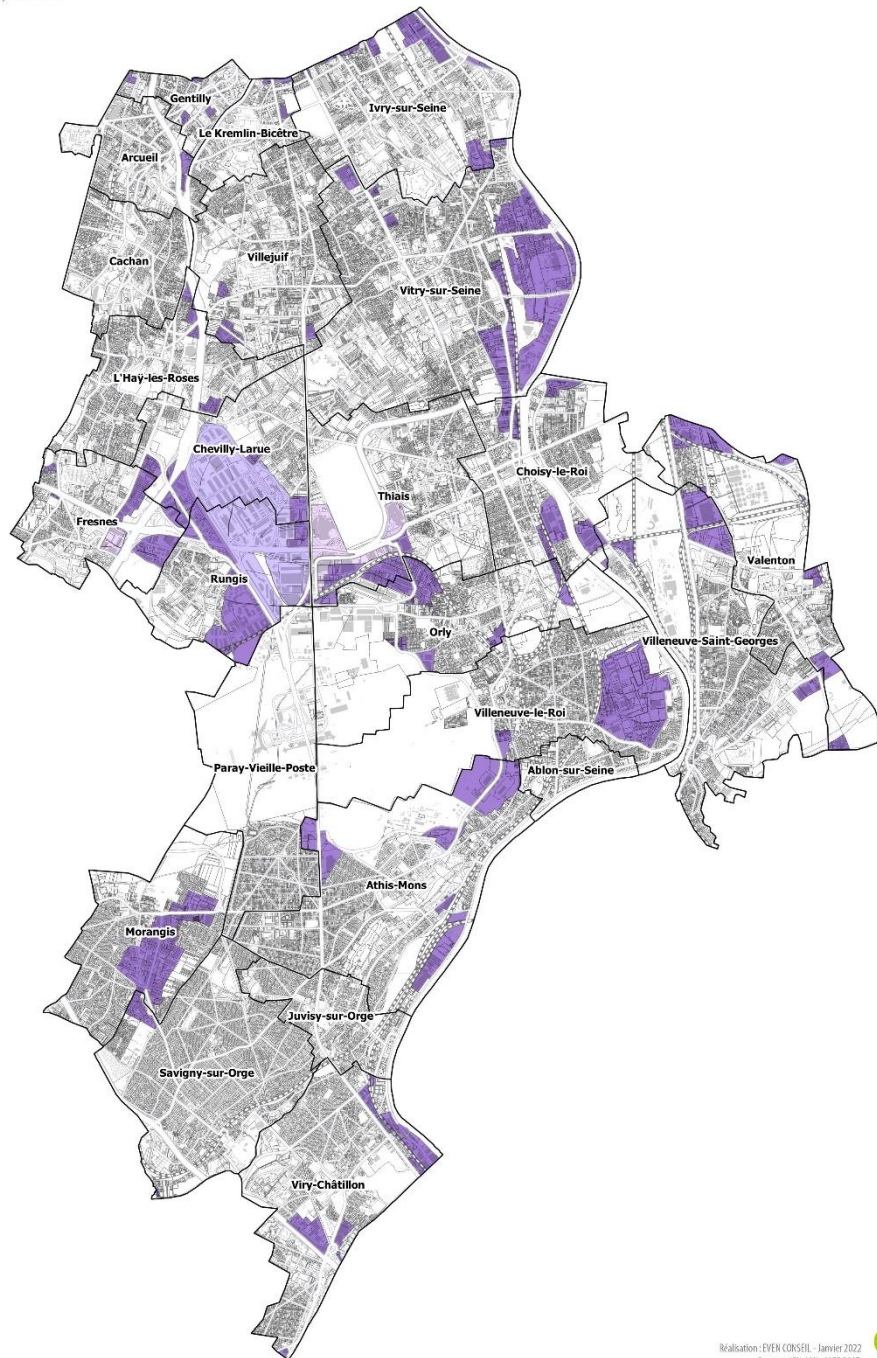 Gentilly
Ivry-sur-Seine
Le Kremlin-Bicêtre
Arcueil
Cachan
Villejuif
Vitry-sur-Seine
L'Haÿ-les-Roses
Chevilly-Larue
Thiais
Choisy-le-Roi
Fresnes
Rungis
Valenton
Orly
Villeneuve-Saint-Georges
Villeneuve-le-Roi
Paray-Vieille-Poste
Ablon-sur-Seine
Athis-Mons
Morangis
Juvisy-sur-Orge
Savigny-sur-Orge
Viry-Châtillon
Réalisation : EVEN CONSEIL - Janvier 2022